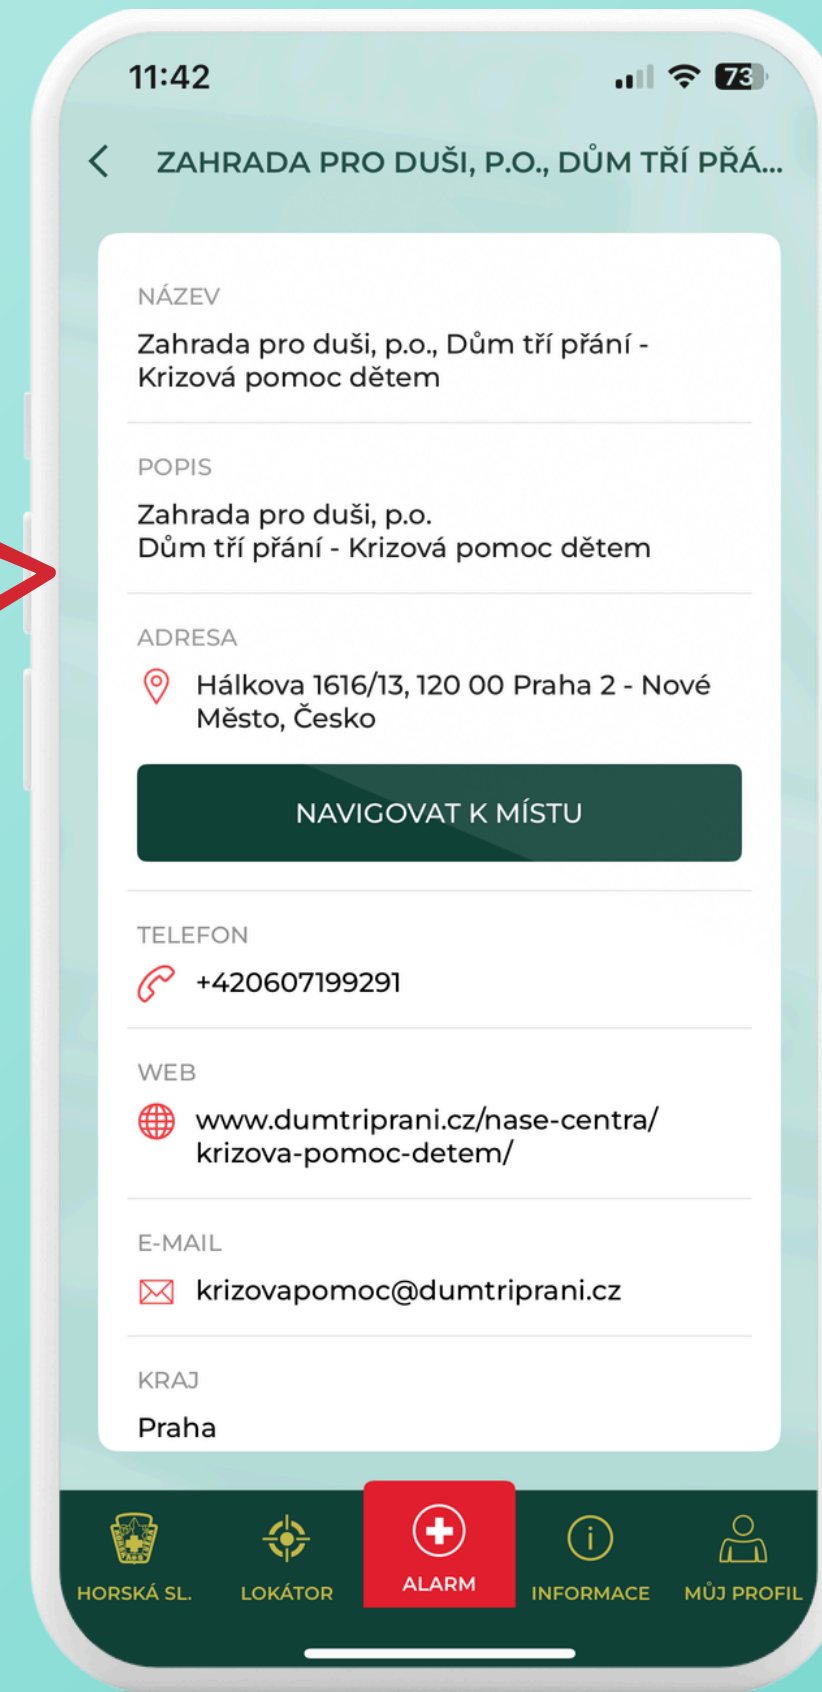 11:42
73
ZAHRADA PRO DUŠI, P.O., DŮM TŘÍ PŘÁ...
NÁZEV
Zahrada pro duši, p.o., Dům tří přání -
Krizová pomoc dětem
POPIS
Zahrada pro duši, p.o.
Dům tří přání - Krizová pomoc dětem
ADRESA
Hálkova 1616/13, 120 00 Praha 2 - Nové
Město, Česko
NAVIGOVAT K MÍSTU
TELEFON
+420607199291
WEB
www.dumtriprani.cz/nase-centra/
krizova-pomoc-detem/
E-MAIL
krizovapomoc@dumtriprani.cz
KRAJ
Praha
HORSKÁ SL.
LOKÁTOR
ALARM
INFORMACE
MŮJ PROFIL